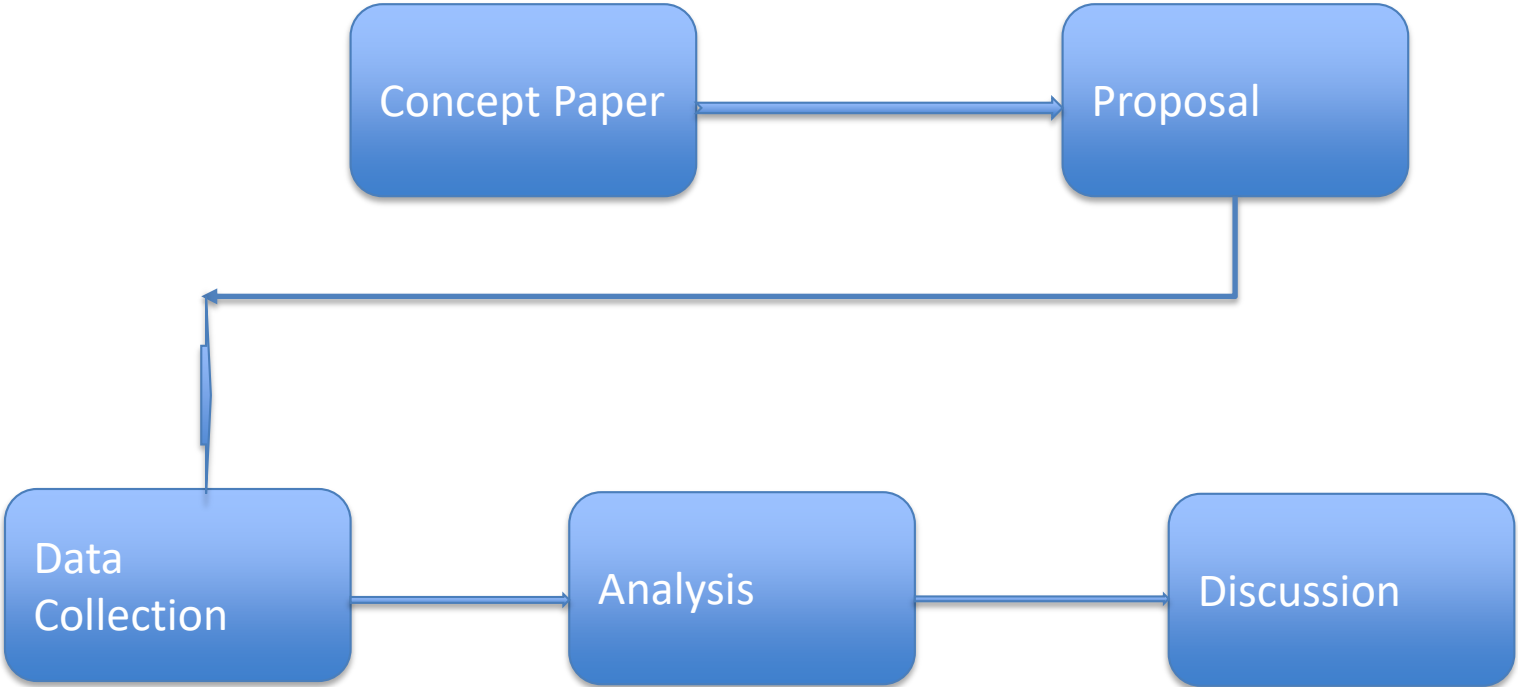 Concept Paper
Proposal
Data
Collection
Analysis
Discussion